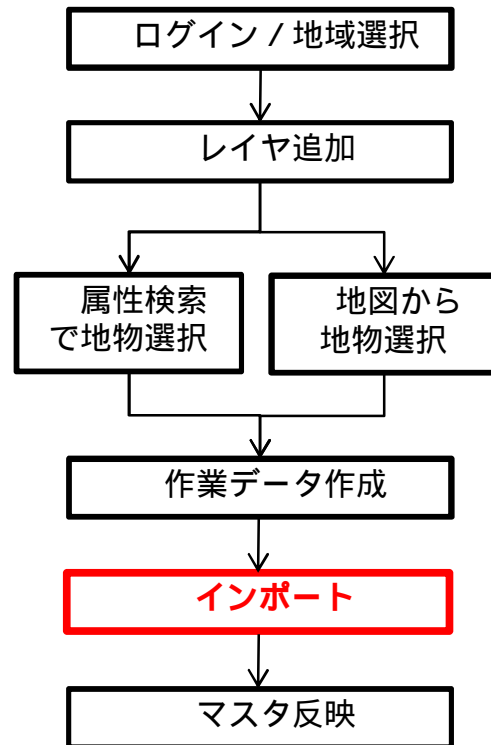 ログイン / 地域選択
レイヤ追加
属性検索
で地物選択
地図から
地物選択
作業データ作成
インポート
マスタ反映